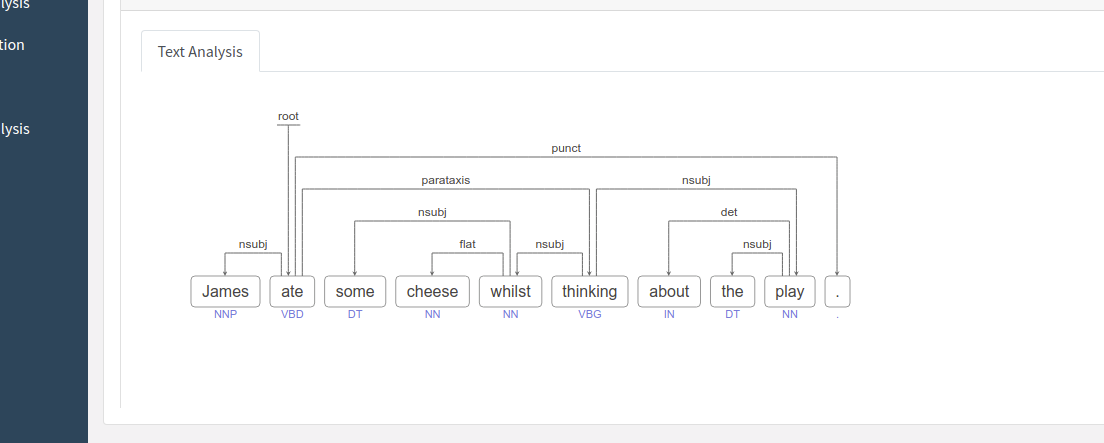 lysis
tion
lysis
Text Analysis
root
punct
parataxis nsubj
nsubj det
nsubj flat nsubj nsubj
James ate some cheese whilst thinking about the play .
NNP VBD DT NN NN VBG IN DT NN .